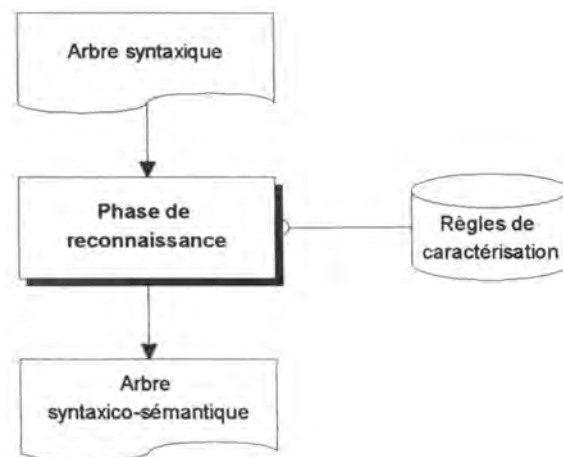 Arbre syntaxique
Phase de
reconnaissance
Règles de
caractérisation
Arbre
syntaxico-sémantique